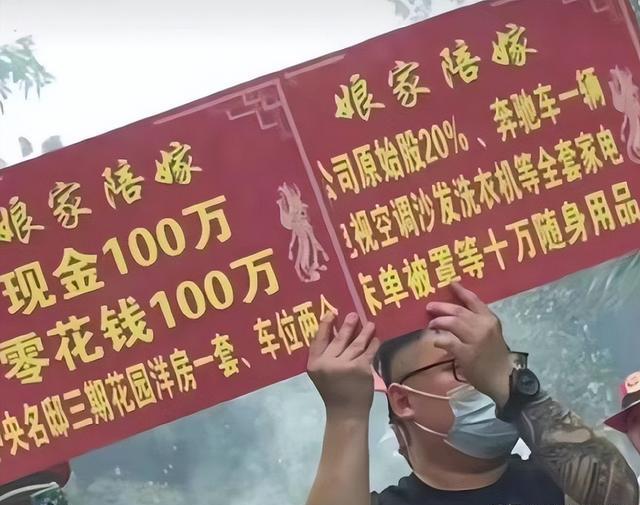 娘家陪嫁
现金100万
零花钱100万
央名邸三期花园洋房一套、车位两个
娘家陪嫁
公司原始股20%、奔驰车一辆
视空调沙发洗衣机等全套家电
床单被罩等十万随身用品